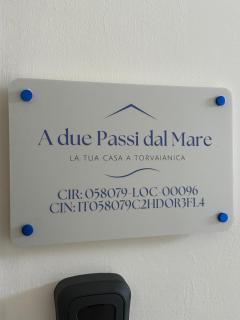 A due Passi dal Mare
LA TUA CASA A TORVAIANICA
CIR: 058079-LOC-00096
CIN: IT058079C2HDOR3FL4